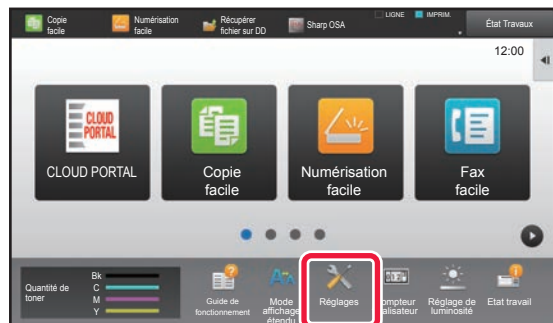 Copie
facile
Numérisation
facile
Récupérer
fichier sur DD
Sharp OSA
LIGNE
IMPRIM.
État Travaux
12:00
CLOUD
PORTAL
CLOUD PORTAL
Copie
facile
Numérisation
facile
Fax
facile
Quantité de
toner
Bk
C
M
Y
Guide de
fonctionnement
Mode
affichage
étendu
Réglages
ompteur
alisateur
Réglage de
luminosité
Etat travail